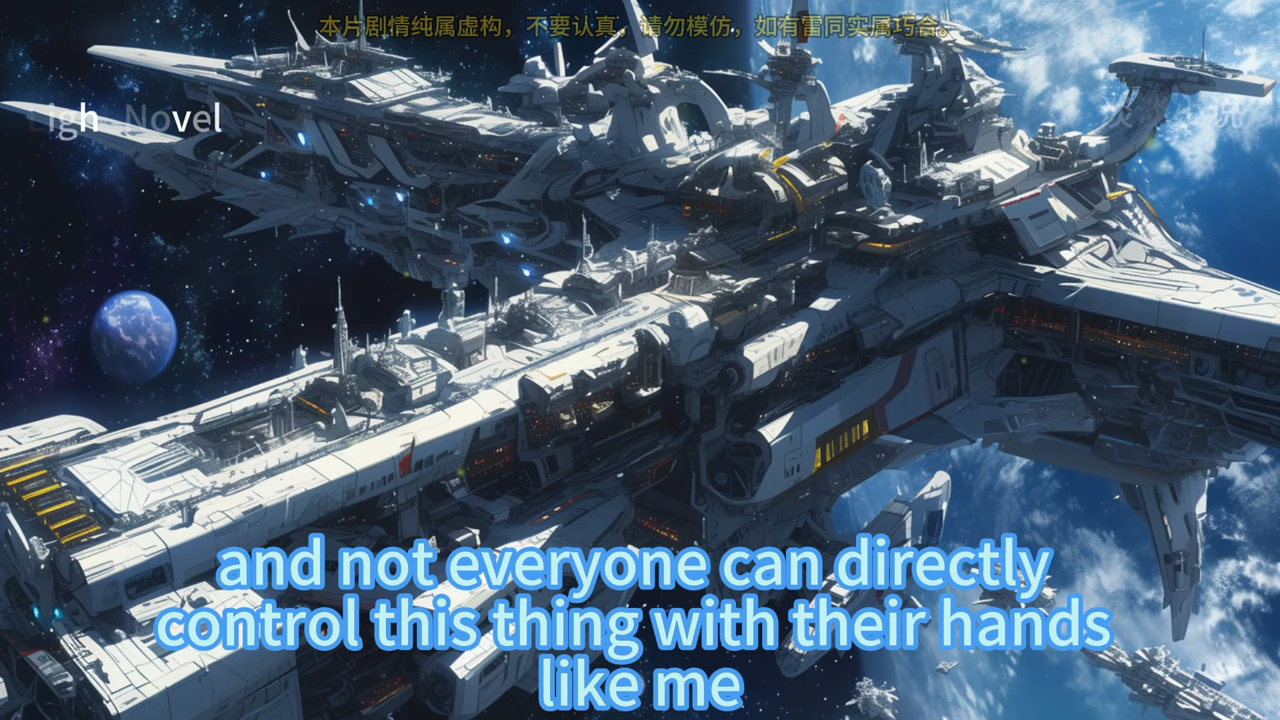 本片剧情纯属虚构，不要认真，请勿模仿，如有雷同实属巧合。
Ligh Novel
and not everyone can directly
control this thing with their hands
like me